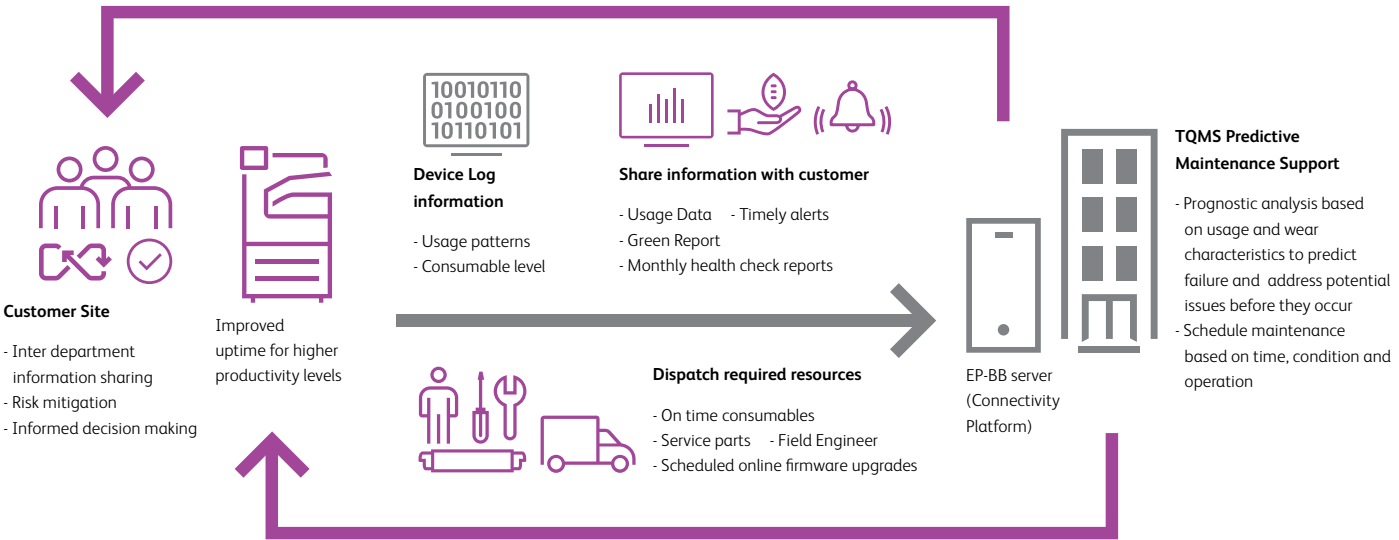 10010110
0100100
10110101
Device Log
information
- Usage patterns
- Consumable level
Share information with customer
- Usage Data - Timely alerts
- Green Report
- Monthly health check reports
TQMS Predictive
Maintenance Support
- Prognostic analysis based
on usage and wear
characteristics to predict
failure and address potential
issues before they occur
- Schedule maintenance
based on time, condition and
operation
Customer Site
- Inter department
information sharing
- Risk mitigation
- Informed decision making
Improved
uptime for higher
productivity levels
Dispatch required resources
- On time consumables
- Service parts - Field Engineer
- Scheduled online firmware upgrades
EP-BB server
(Connectivity
Platform)